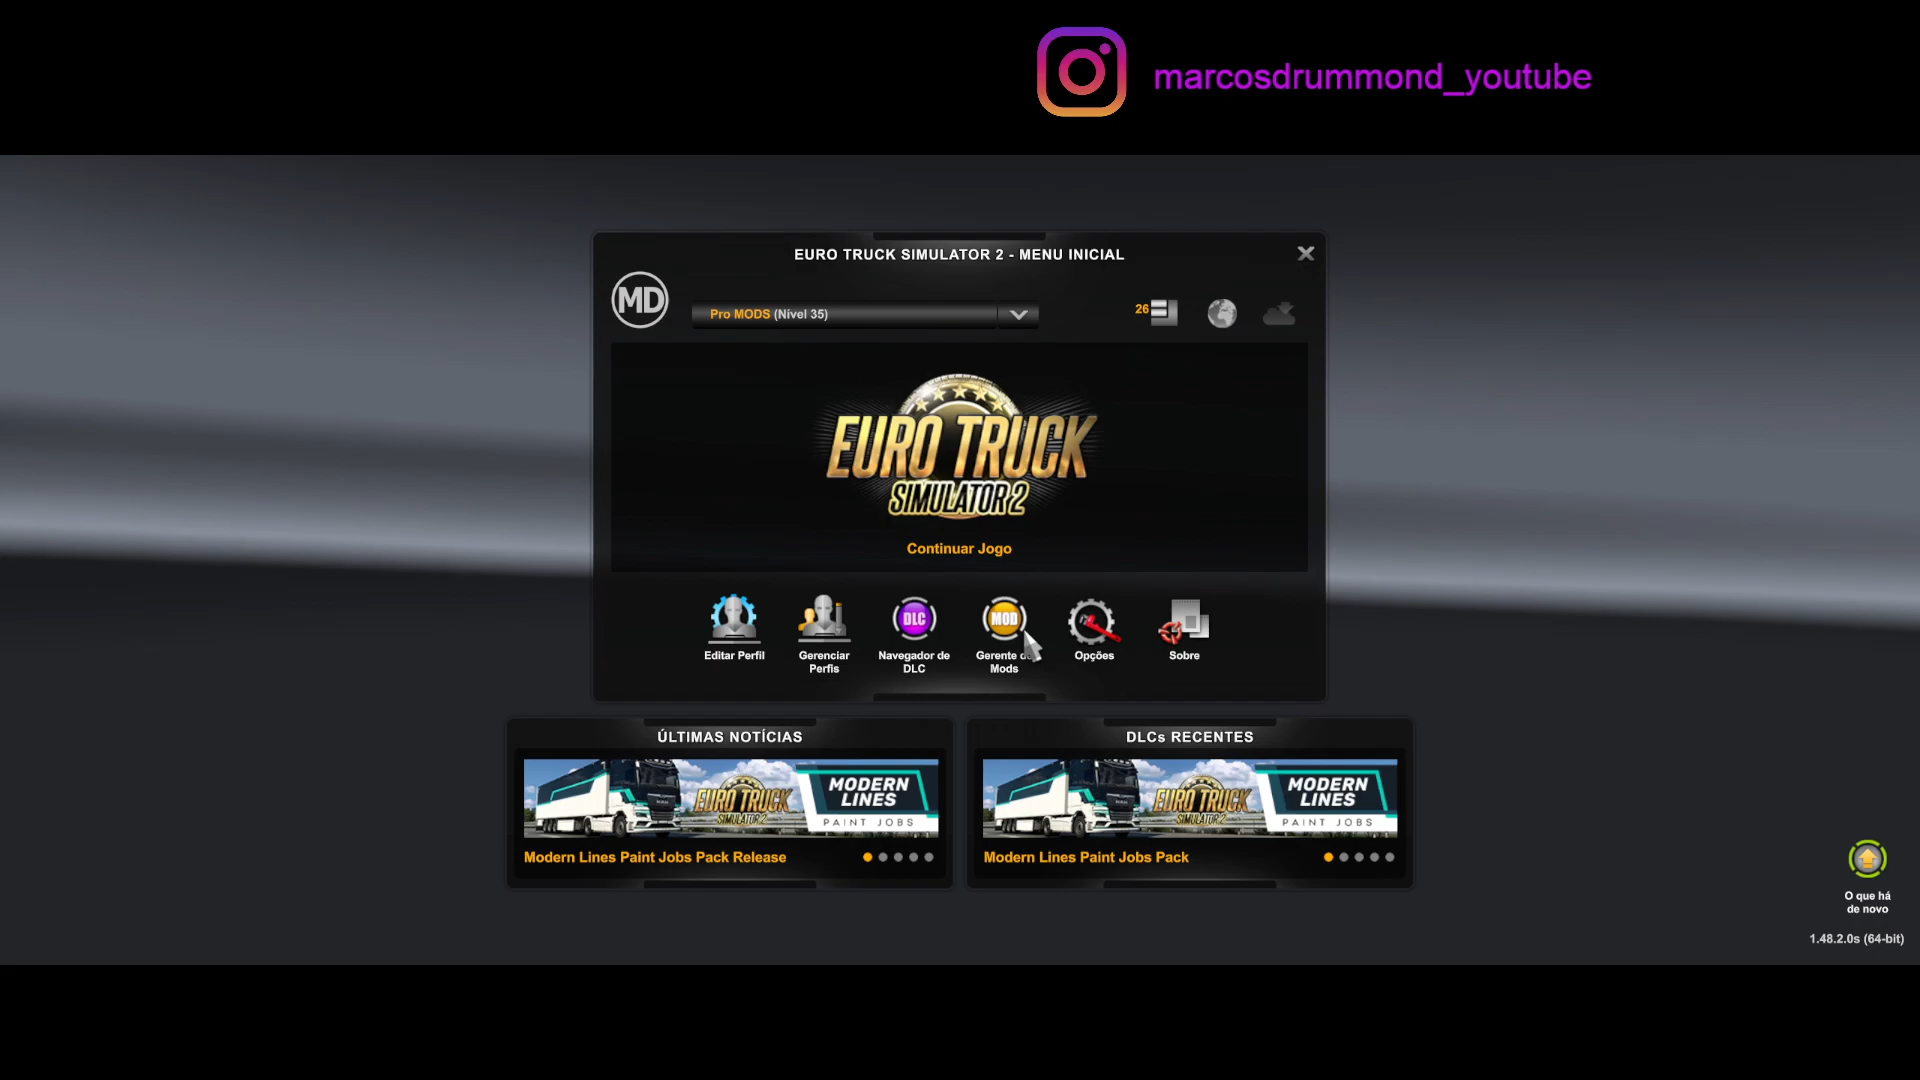 marcosdrummond_youtube
EURO TRUCK SIMULATOR 2 - MENU INICIAL
MD
Pro MODS (Nível 35)
26
EURO TRUCK
SIMULATOR 2
Continuar Jogo
DLC
MOD
Editar Perfil
Gerenciar
Perfis
Navegador de
DLC
Gerente
Mods
Opções
Sobre
ÚLTIMAS NOTÍCIAS
EURO TRUCK
SIMULATOR 2
MODERN
LINES
PAINT JOBS
Modern Lines Paint Jobs Pack Release
DLCs RECENTES
EURO TRUCK
SIMULATOR 2
MODERN
LINES
PAINT JOBS
Modern Lines Paint Jobs Pack
O que há
de novo
1.48.2.0s (64-bit)